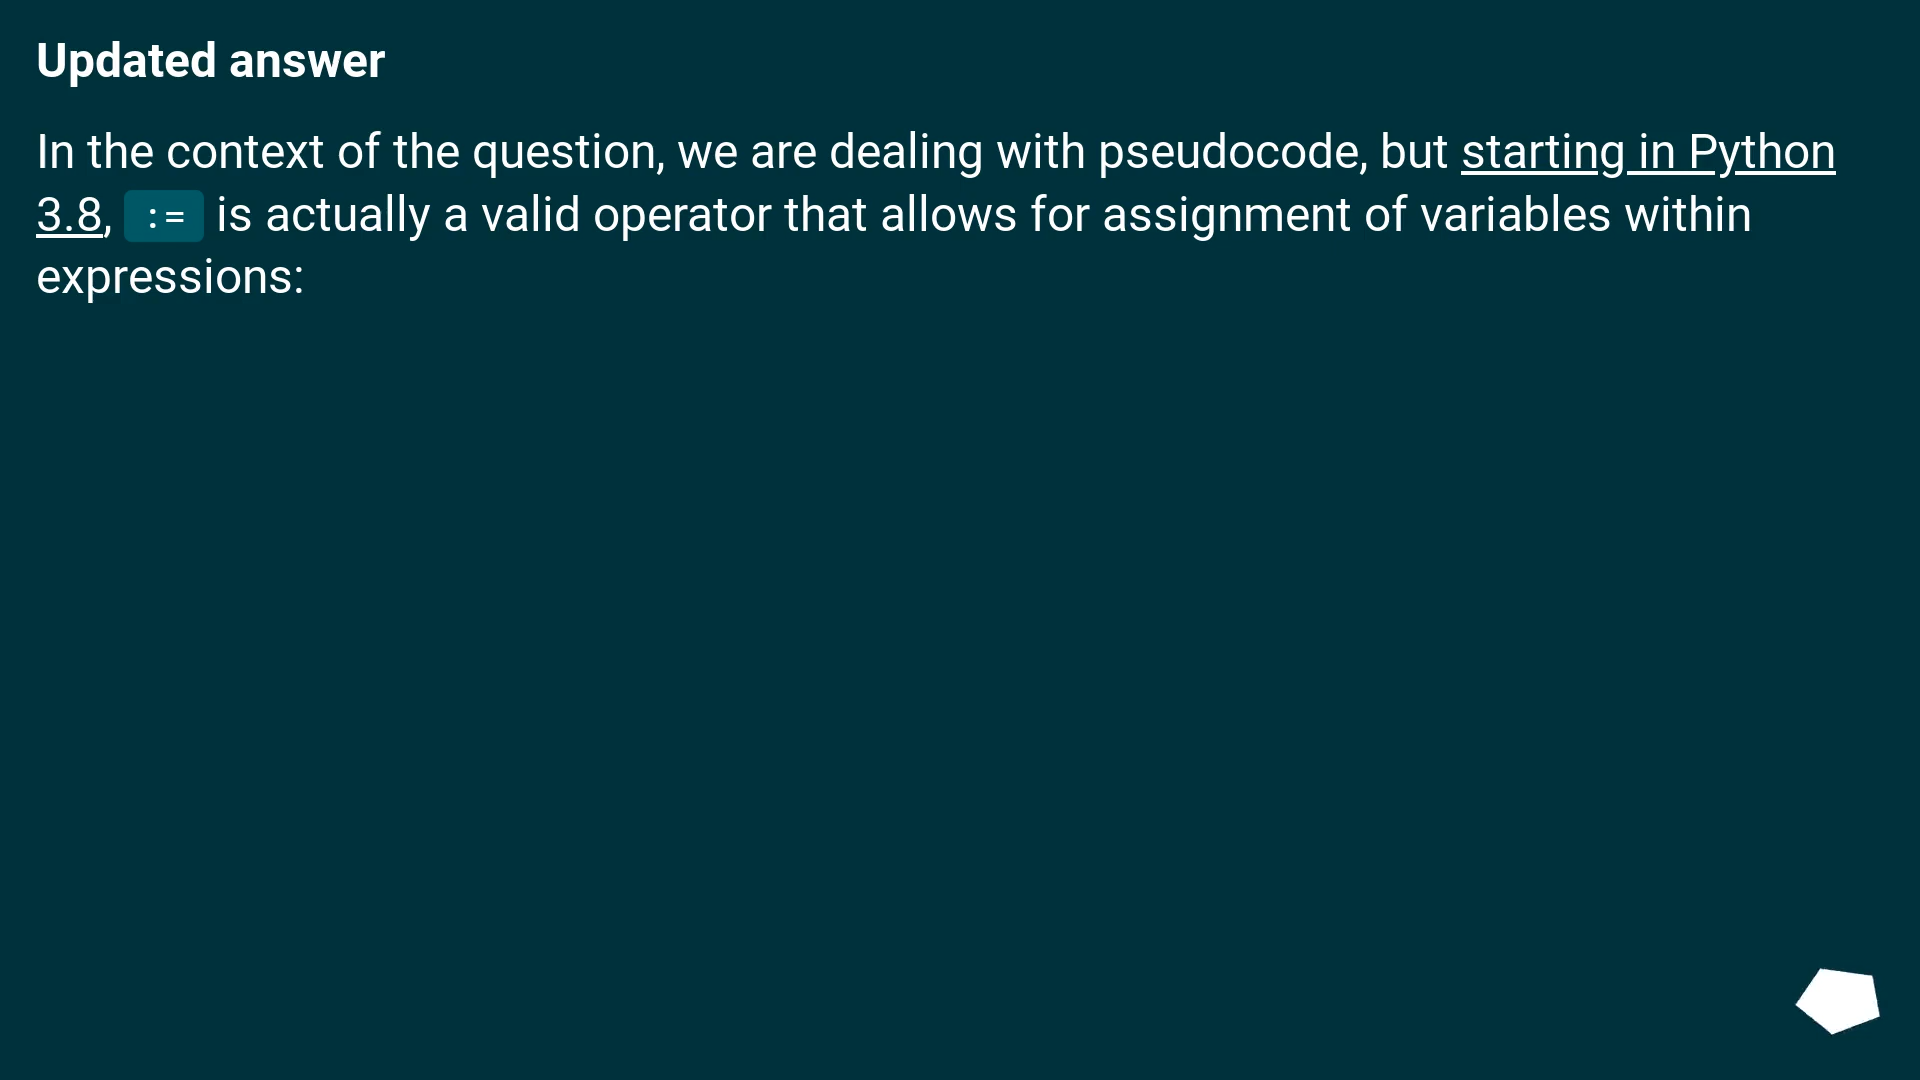 Updated answer
In the context of the question, we are dealing with pseudocode, but starting in Python
3.8, := is actually a valid operator that allows for assignment of variables within
expressions: